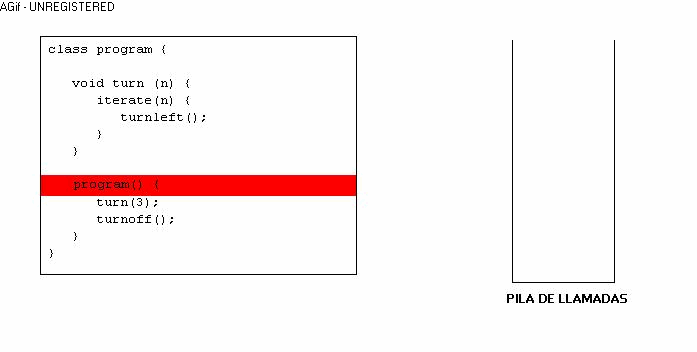 AGif - UNREGISTERED
class program {
void turn (n) {
iterate(n) {
turnleft();
}
}
program() {
turn(3);
turnoff();
}
}
PILA DE LLAMADAS